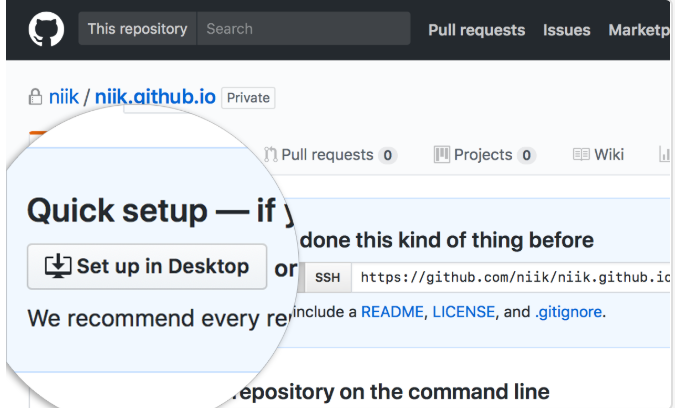 This repository Search Pull requests Issues
niik / niik.github.io Private
Pull requests 0 Projects 0 Wiki
Quick setup — if
done this kind of thing before
Set up in Desktop or SSH https://github.com/niik/niik.github.io
We recommend every include a README, LICENSE, and .gitignore.
repository on the command line